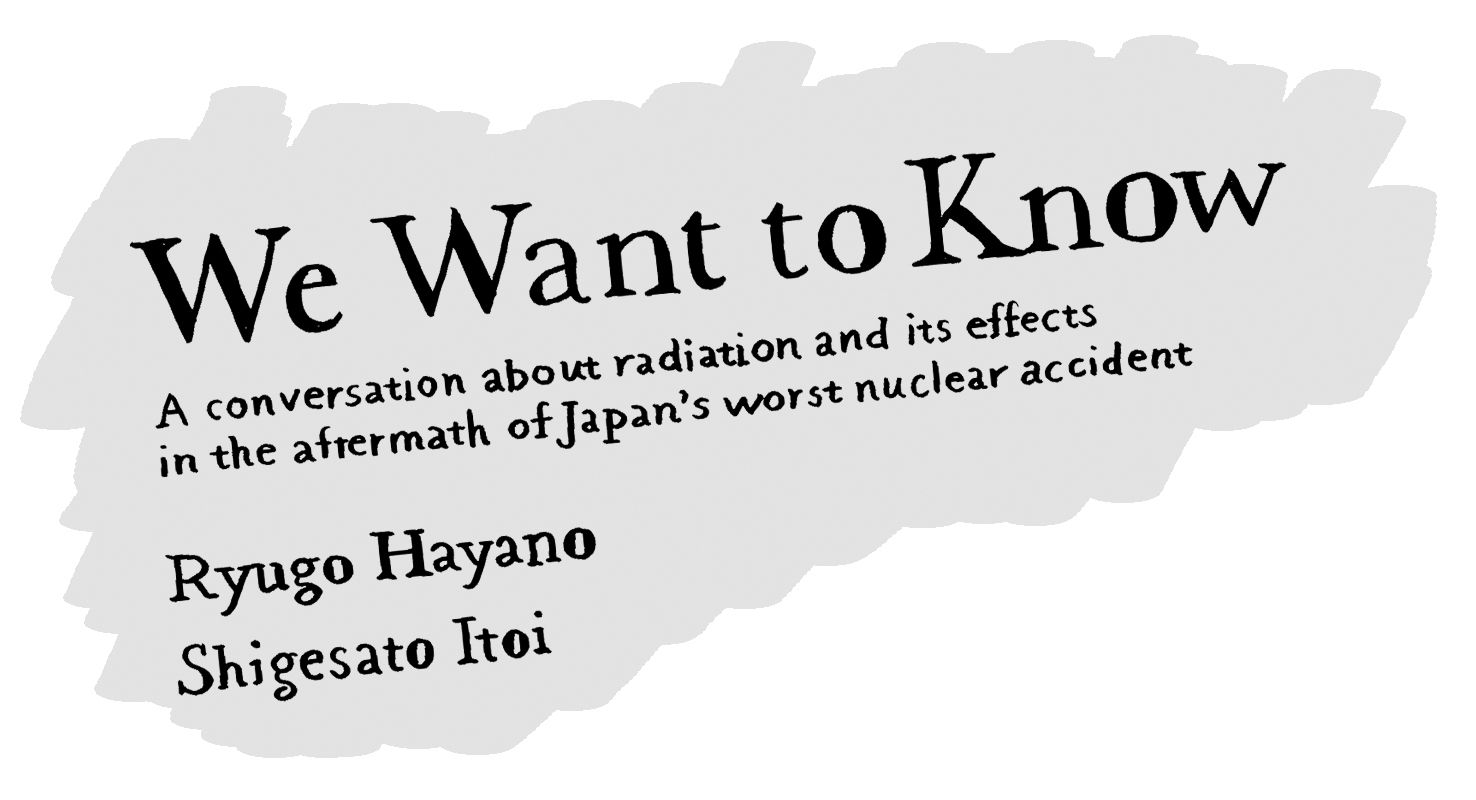 We Want to Know
A conversation about radiation and its effects
in the aftermath of Japan's worst nuclear accident
Ryugo Hayano
Shigesato Itoi